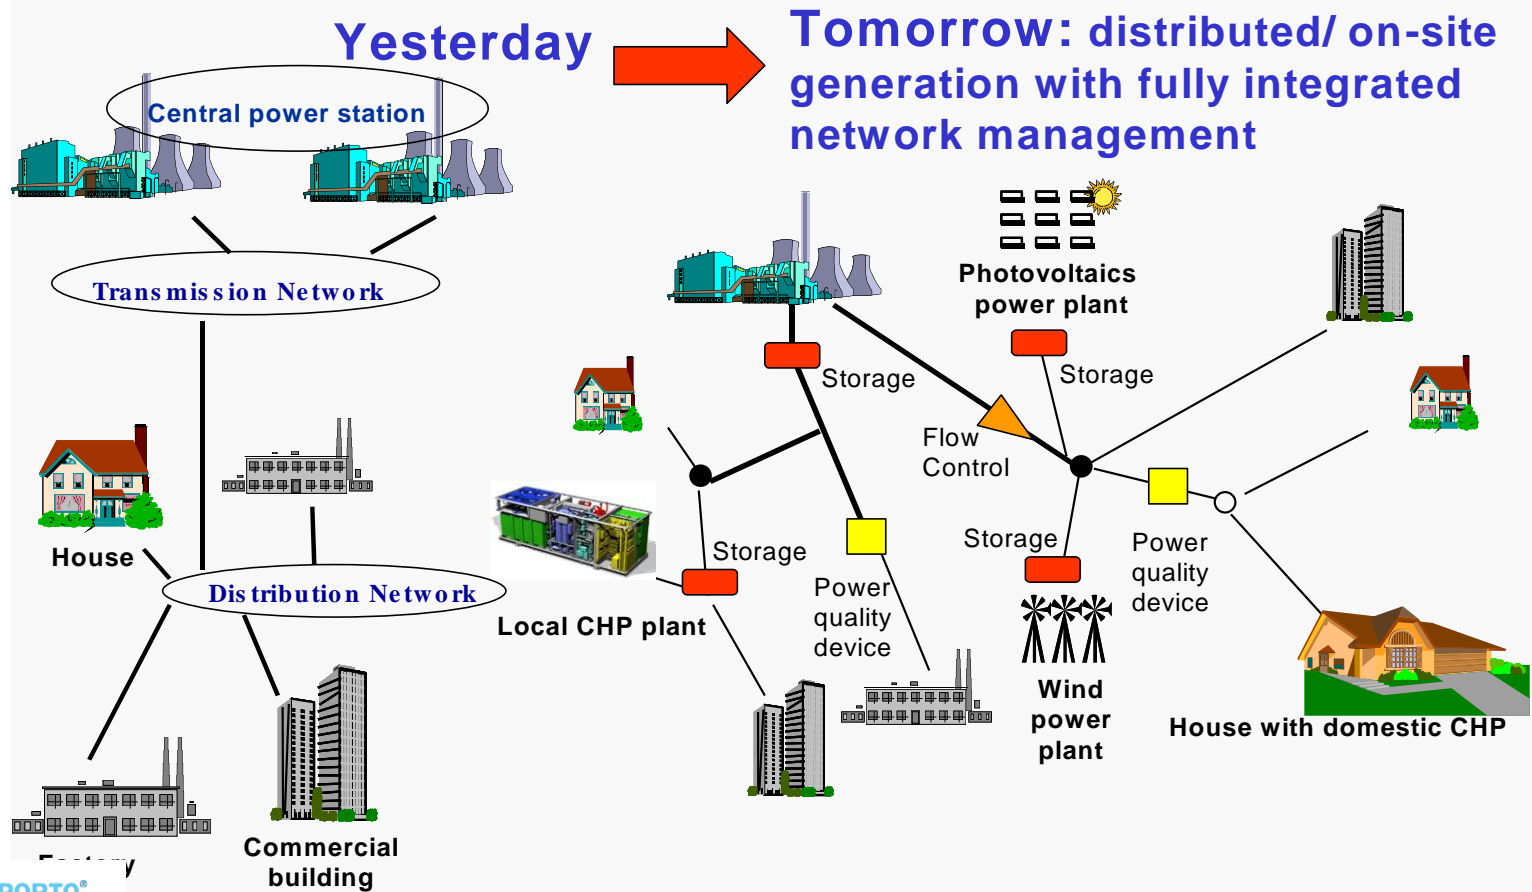 Yesterday
Tomorrow: distributed/ on-site
generation with fully integrated
network management
Central power station
Transmission Network
House
Distribution Network
Factory
Commercial
building
Storage
Local CHP plant
Storage
Power
quality
device
Photovoltaics
power plant
Storage
Flow
Control
Storage
Wind
power
plant
Power
quality
device
House with domestic CHP
PORTO®